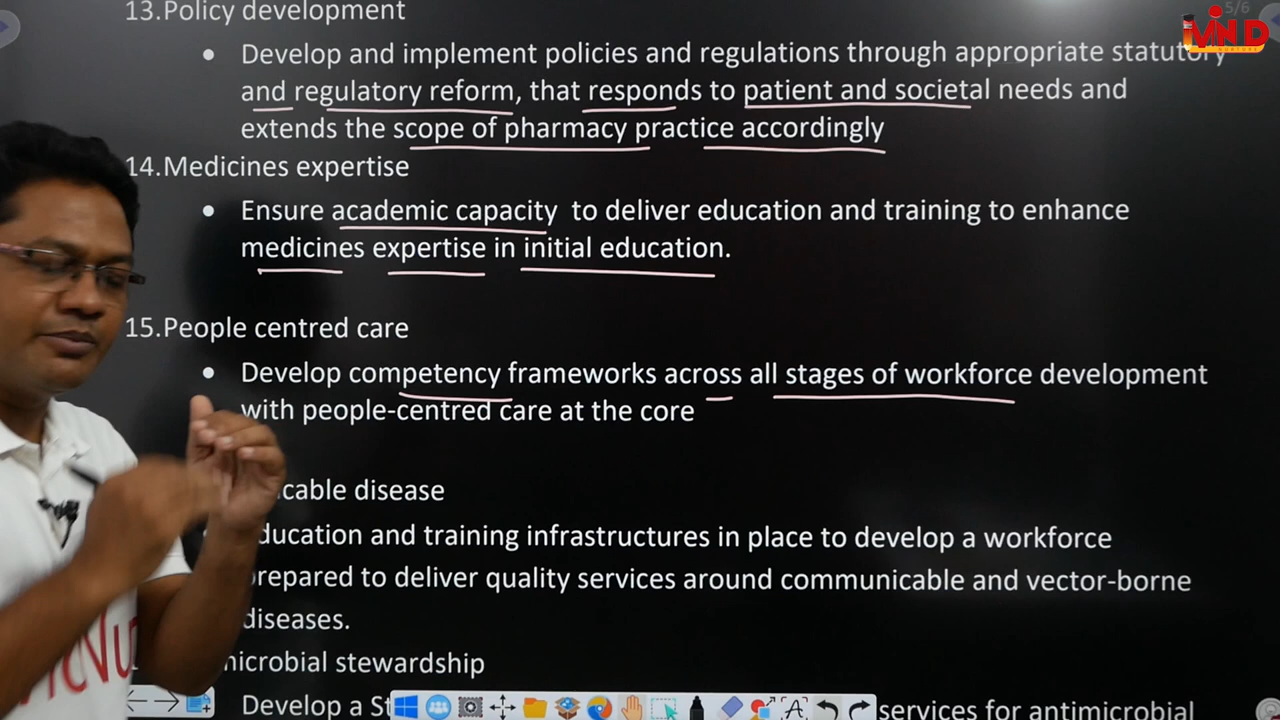 5/6
13.Policy development
• Develop and implement policies and regulations through appropriate statutory
and regulatory reform, that responds to patient and societal needs and
extends the scope of pharmacy practice accordingly
14.Medicines expertise
• Ensure academic capacity to deliver education and training to enhance
medicines expertise in initial education.
15.People centred care
• Develop competency frameworks across all stages of workforce development
with people-centred care at the core
cable disease
ducation and training infrastructures in place to develop a workforce
prepared to deliver quality services around communicable and vector-borne
diseases.
microbial stewardship
Develop a St
services for antimicrobial